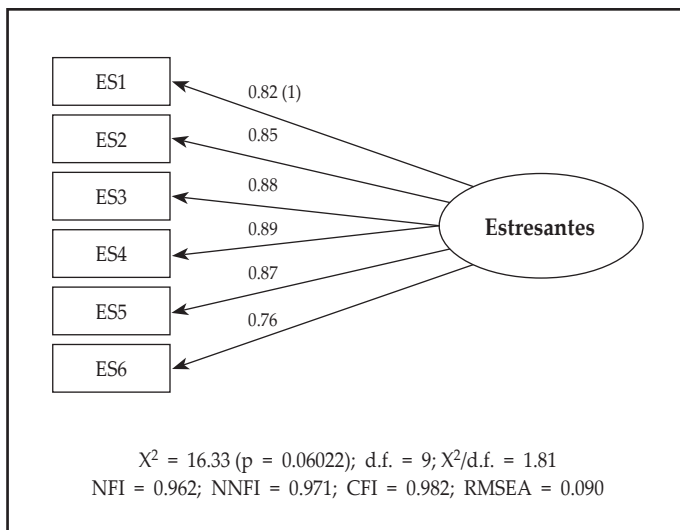 ES1
0.82 (1)
ES2
0.85
ES3
0.88
Estresantes
ES4
0.89
ES5
0.87
ES6
0.76
X² = 16.33 (p = 0.06022); d.f. = 9; X²/d.f. = 1.81
NFI = 0.962; NNFI = 0.971; CFI = 0.982; RMSEA = 0.090